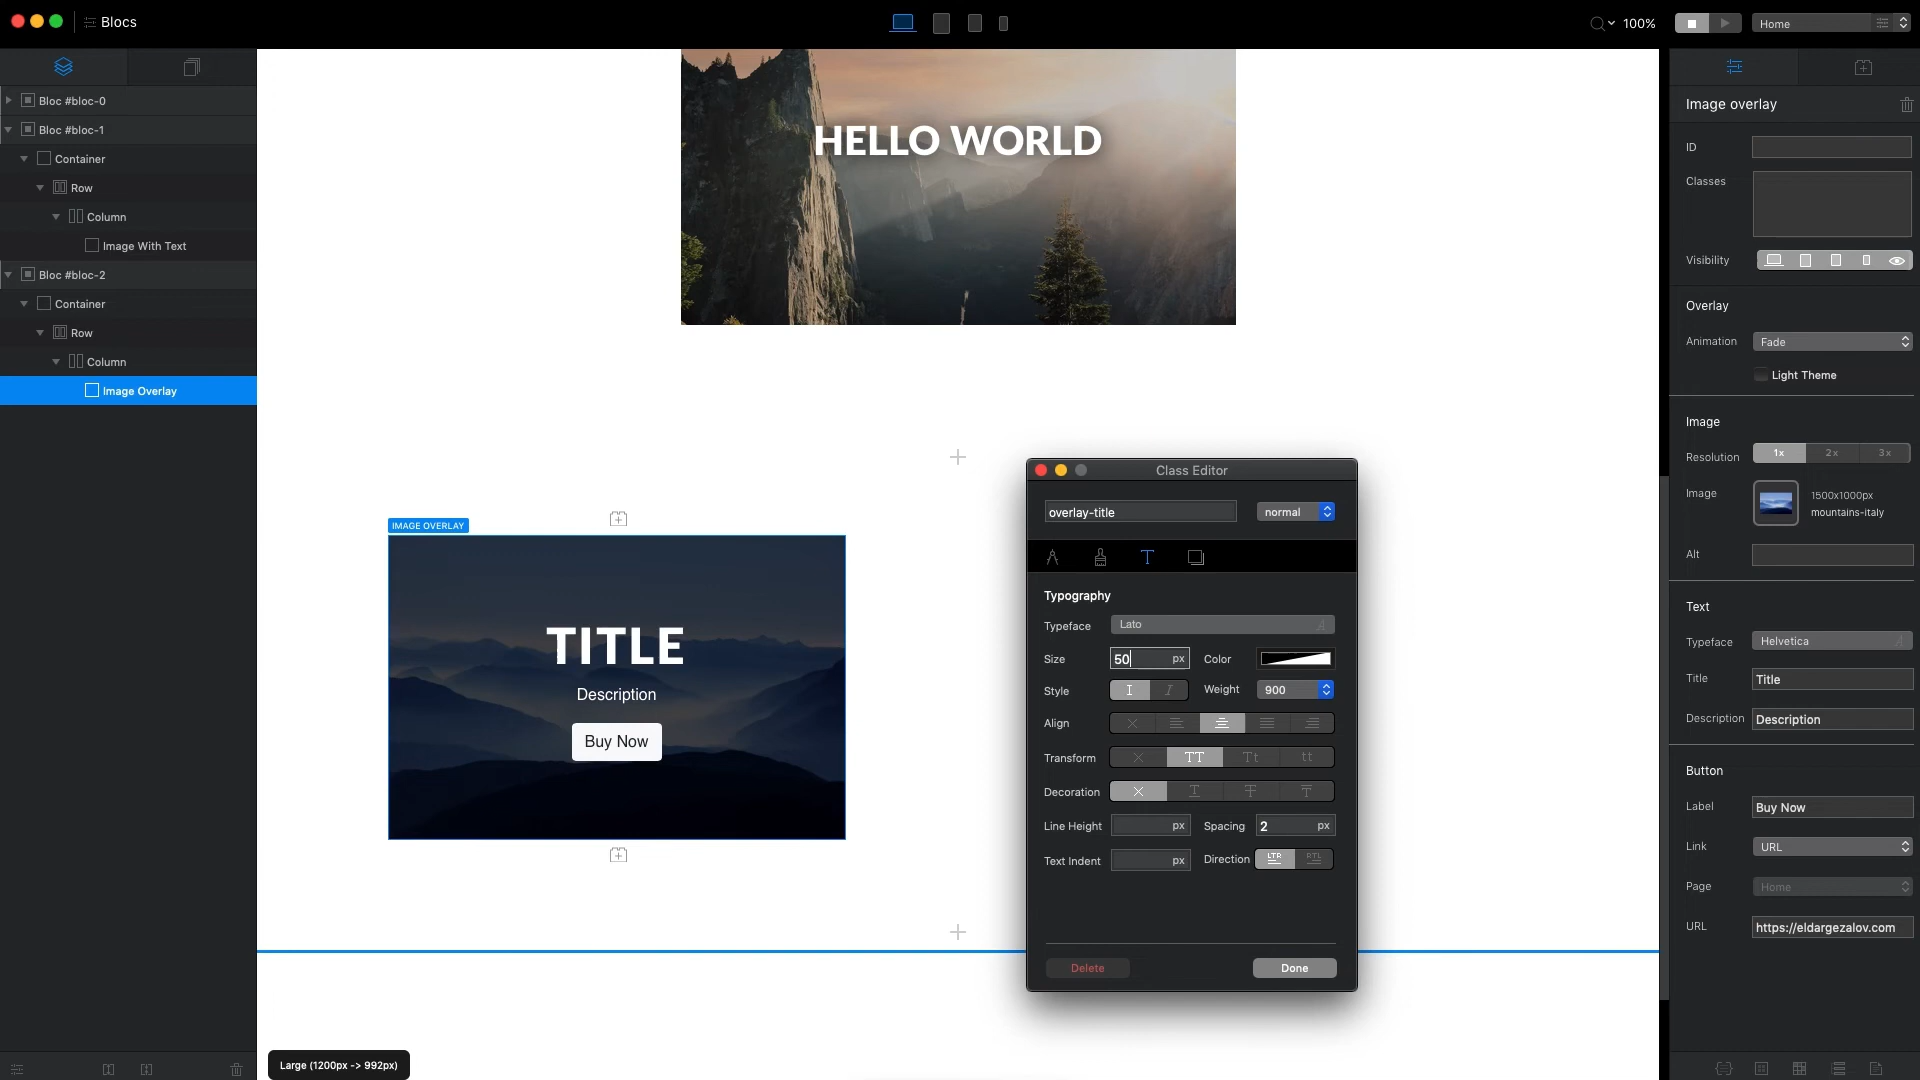 Blocs
100%
Home
Bloc #bloc-0
Bloc #bloc-1
Container
Row
Column
Image With Text
Bloc #bloc-2
Container
Row
Column
Image Overlay
HELLO WORLD
IMAGE OVERLAY
TITLE
Description
Buy Now
Large (1200px -> 992px)
Class Editor
overlay-title
normal
Typography
Typeface
Lato
Size
50
px
Color
Style
I
I
Weight
900
Align
Transform
TT
Tt
tt
Decoration
T
T
T
Line Height
px
Spacing
2
px
Text Indent
px
Direction
LTR
RTL
Delete
Done
Image overlay
ID
Classes
Visibility
Overlay
Animation
Fade
Light Theme
Image
Resolution
1x
2x
3x
Image
1500x1000px
mountains-italy
Alt
Text
Typeface
Helvetica
Title
Title
Description
Description
Button
Label
Buy Now
Link
URL
Page
Home
URL
https://eldargezalov.com